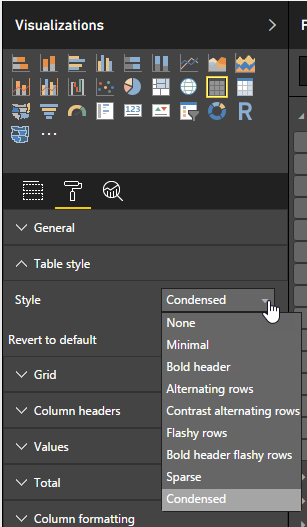 Visualizations
F
123
R
General
Table style
Style
Condensed
None
Minimal
Revert to default
Bold header
Alternating rows
Grid
Contrast alternating rows
Column headers
Flashy rows
Values
Bold header flashy rows
Sparse
Total
Condensed
Column formatting